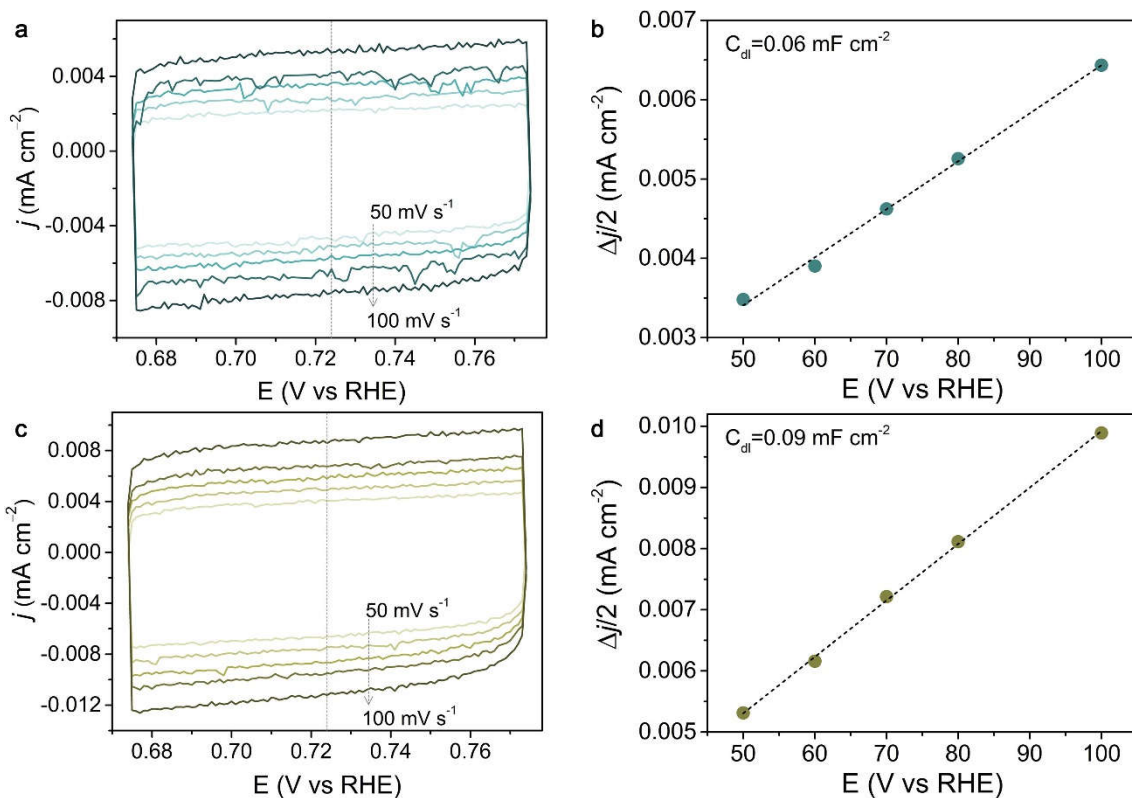 a
0.004
0.000
-0.004
-0.008
j (mA cm⁻²)
50 mV s⁻¹
100 mV s⁻¹
0.68 0.70 0.72 0.74 0.76
E (V vs RHE)
b
C_dl=0.06 mF cm⁻²
0.007
0.006
0.005
0.004
0.003
Δj/2 (mA cm⁻²)
50 60 70 80 90 100
E (V vs RHE)
c
0.008
0.004
0.000
-0.004
-0.008
-0.012
j (mA cm⁻²)
50 mV s⁻¹
100 mV s⁻¹
0.68 0.70 0.72 0.74 0.76
E (V vs RHE)
d
C_dl=0.09 mF cm⁻²
0.010
0.009
0.008
0.007
0.006
0.005
Δj/2 (mA cm⁻²)
50 60 70 80 90 100
E (V vs RHE)